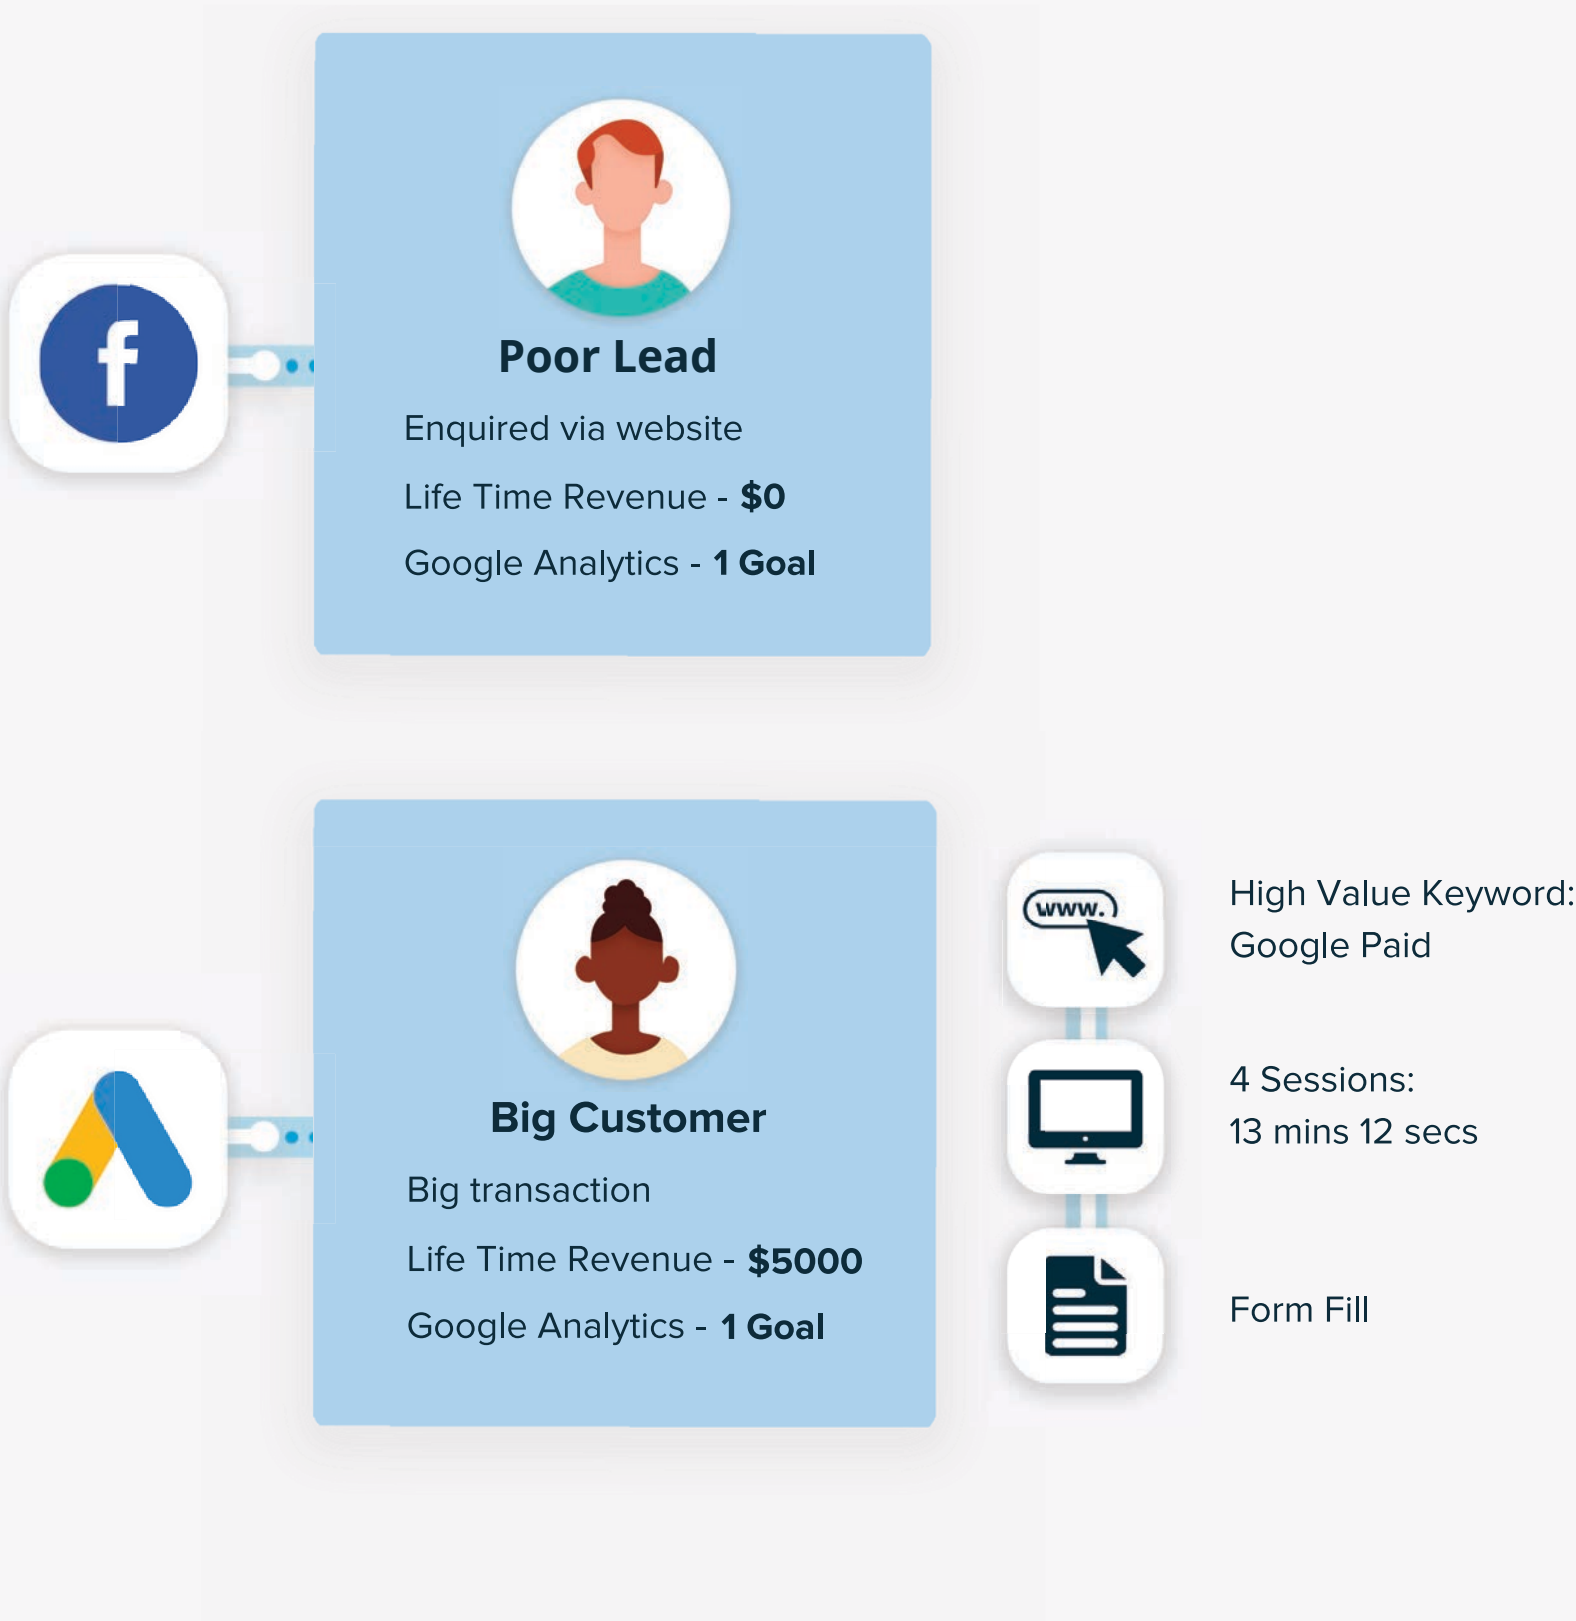 f
Poor Lead
Enquired via website
Life Time Revenue - $0
Google Analytics - 1 Goal
Big Customer
Big transaction
Life Time Revenue - $5000
Google Analytics - 1 Goal
www.
High Value Keyword:
Google Paid
4 Sessions:
13 mins 12 secs
Form Fill